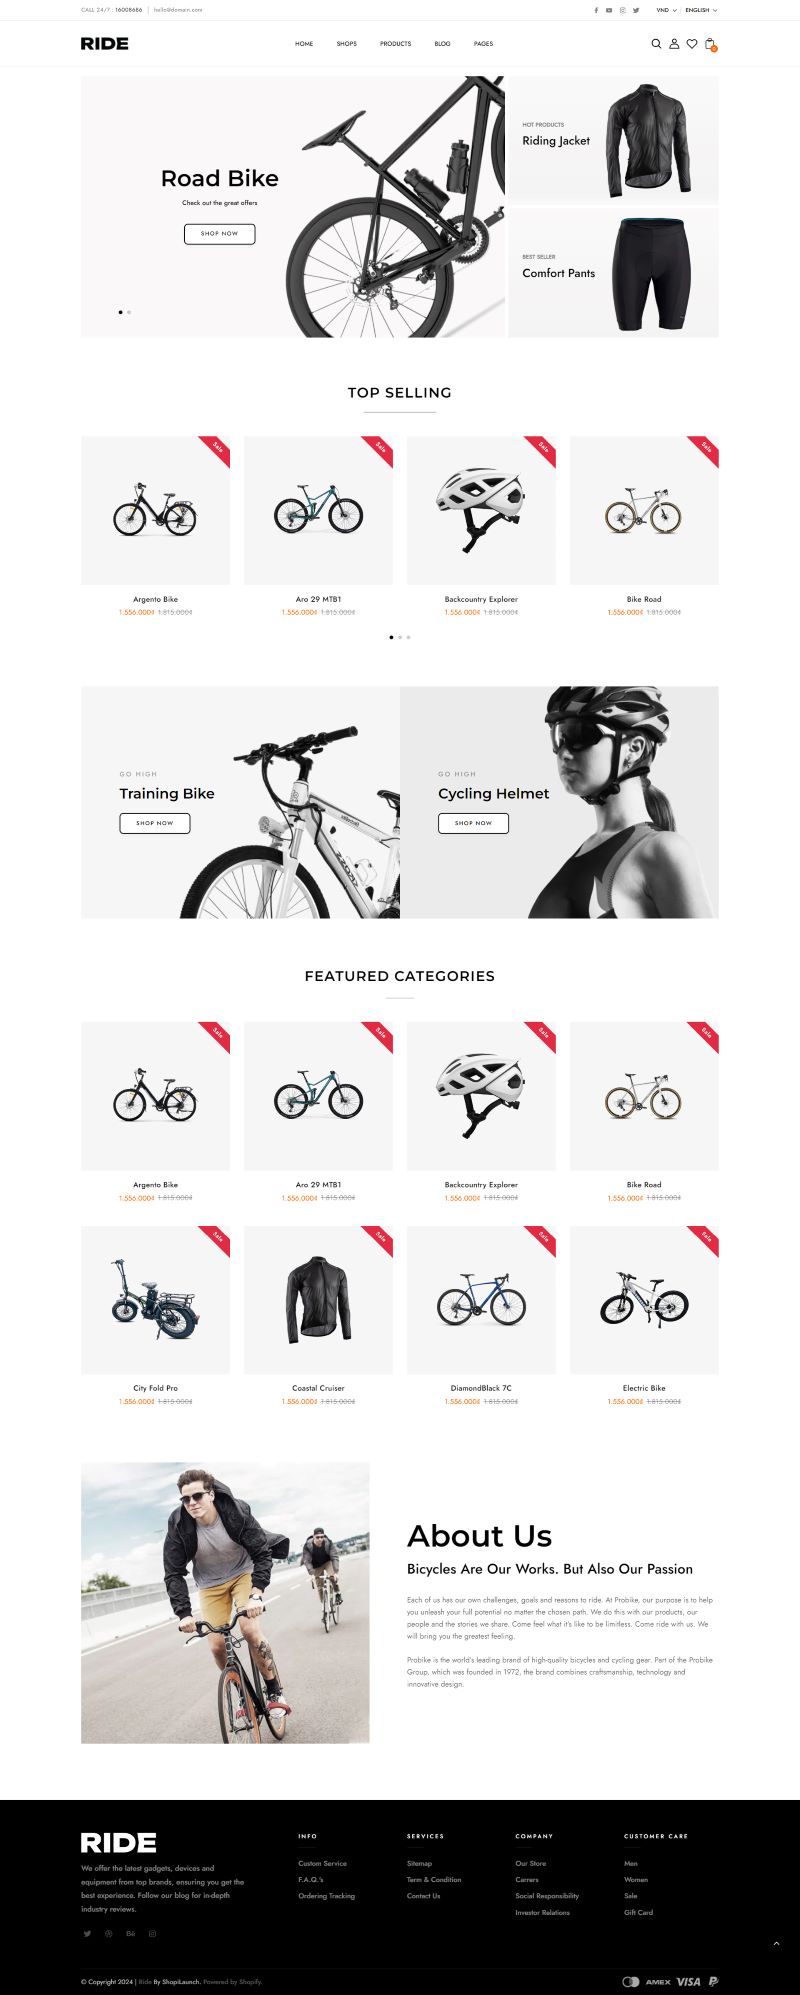 CALL 24/7 : 16008686
hello@domain.com
VND
ENGLISH
RIDE
HOME
SHOPS
PRODUCTS
BLOG
PAGES
Road Bike
Check out the great offers
SHOP NOW
HOT PRODUCTS
Riding Jacket
BEST SELLER
Comfort Pants
TOP SELLING
Sale
Sale
Sale
Sale
Argento Bike
1.556.000₫ 1.815.000₫
Aro 29 MTB1
1.556.000₫ 1.815.000₫
Backcountry Explorer
1.556.000₫ 1.815.000₫
Bike Road
1.556.000₫ 1.815.000₫
GO HIGH
Training Bike
SHOP NOW
GO HIGH
Cycling Helmet
SHOP NOW
FEATURED CATEGORIES
Sale
Sale
Sale
Sale
Argento Bike
1.556.000₫ 1.815.000₫
Aro 29 MTB1
1.556.000₫ 1.815.000₫
Backcountry Explorer
1.556.000₫ 1.815.000₫
Bike Road
1.556.000₫ 1.815.000₫
Sale
Sale
Sale
Sale
City Fold Pro
1.556.000₫ 1.815.000₫
Coastal Cruiser
1.556.000₫ 1.815.000₫
DiamondBlack 7C
1.556.000₫ 1.815.000₫
Electric Bike
1.556.000₫ 1.815.000₫
About Us
Bicycles Are Our Works. But Also Our Passion
Each of us has our own challenges, goals and reasons to ride. At Probike, our purpose is to help
you unleash your full potential no matter the chosen path. We do this with our products, our
people and the stories we share. Come feel what's like to be limitless. Come ride with us. We
will bring you the greatest feeling.
Probike is the world's leading brand of high-quality bicycles and cycling gear. Part of the Probike
Group, which was founded in 1972, the brand combines craftsmanship, technology and
innovative design.
RIDE
We offer the latest gadgets, devices and
equipment from top brands, ensuring you get the
best experience. Follow our blog for in-depth
industry reviews.
INFO
Custom Service
F.A.Q.'s
Ordering Tracking
SERVICES
Sitemap
Term & Condition
Contact Us
COMPANY
Our Store
Carrers
Social Responsibility
Investor Relations
CUSTOMER CARE
Men
Women
Sale
Gift Card
© Copyright 2024 | Ride By ShopiLaunch. Powered by Shopify.
AMEX
VISA